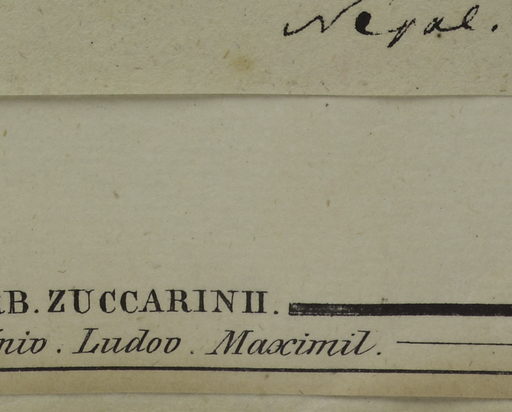 Nepal.
RB. ZUCCARINII.
niv. Ludov. Maximil.